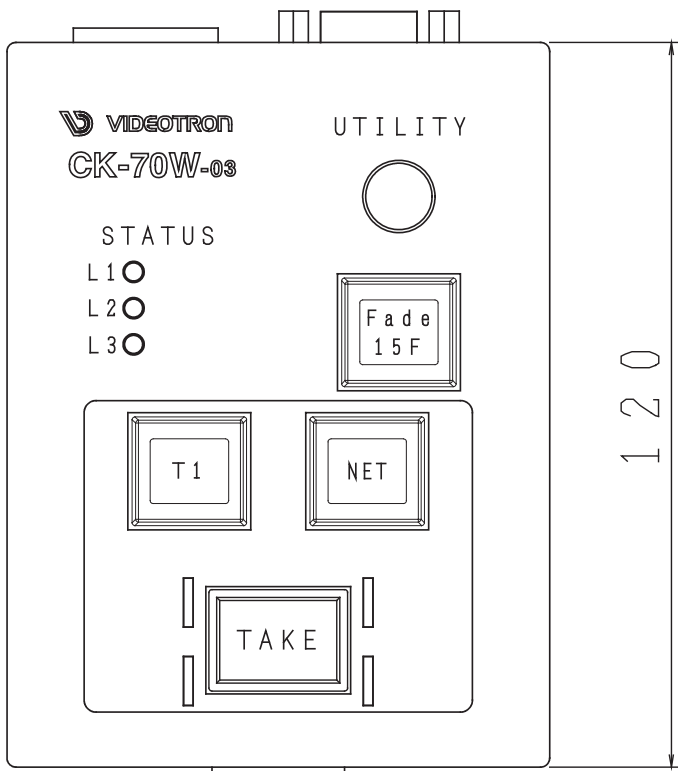 VIDEOTRON
CK-70W-03
UTILITY
STATUS
L1
L2
L3
Fade
15F
T1
NET
TAKE
120